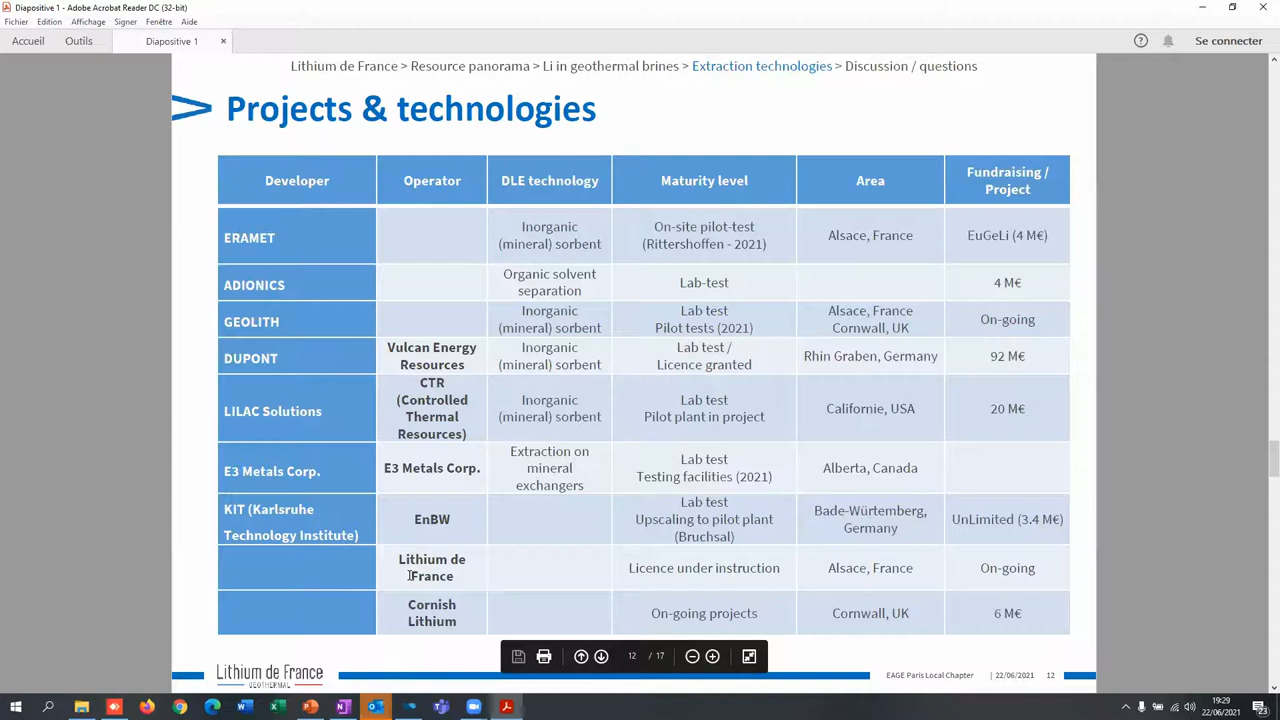 Diapositive 1 - Adobe Acrobat Reader DC (32-bit)
Fichier Edition Affichage Signer Fenêtre Aide
Accueil Outils Diapositive 1 × Se connecter
Lithium de France > Resource panorama > Li in geothermal brines > Extraction technologies > Discussion / questions
> Projects & technologies
Developer Operator DLE technology Maturity level Area Fundraising /
Project
ERAMET
Inorganic
(mineral) sorbent
On-site pilot-test
(Rittershoffen - 2021)
Alsace, France
EuGeLi (4 M€)
ADIONICS
Organic solvent
separation
Lab-test
4 M€
GEOLITH
Inorganic
(mineral) sorbent
Lab test
Pilot tests (2021)
Alsace, France
Cornwall, UK
On-going
DUPONT
Vulcan Energy
Resources
Inorganic
(mineral) sorbent
Lab test /
Licence granted
Rhin Graben, Germany
92 M€
LILAC Solutions
CTR
(Controlled
Thermal
Resources)
Inorganic
(mineral) sorbent
Lab test
Pilot plant in project
Californie, USA
20 M€
E3 Metals Corp.
E3 Metals Corp.
Extraction on
mineral
exchangers
Lab test
Testing facilities (2021)
Alberta, Canada
KIT (Karlsruhe
Technology Institute)
EnBW
Lab test
Upscaling to pilot plant
(Bruchsal)
Bade-Würtemberg,
Germany
UnLimited (3.4 M€)
Lithium de
France
Licence under instruction
Alsace, France
On-going
Cornish
Lithium
On-going projects
Cornwall, UK
6 M€
12 / 17
Lithium de France
GEOTHERMAL
EAGE Paris Local Chapter | 22/06/2021 12
19:29
22/06/2021
23